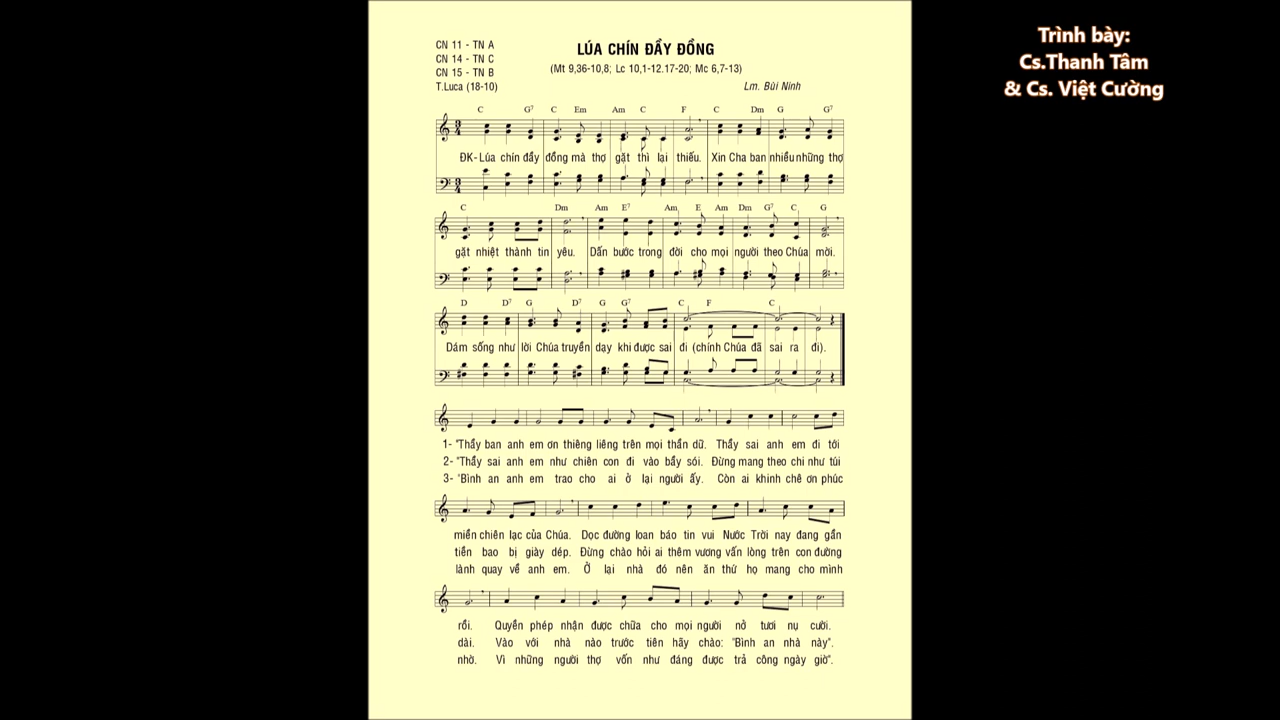 CN 11 - TN A
CN 14 - TN C
CN 15 - TN B
T.Luca (18-10)
LÚA CHÍN ĐẦY ĐỒNG
(Mt 9,36-10,8; Lc 10,1-12.17-20; Mc 6,7-13)
Lm. Bùi Ninh
Trình bày:
Cs.Thanh Tâm
& Cs. Việt Cường
C G7 C Em Am C F C Dm G G7
ĐK-Lúa chín đầy đồng mà thợ gặt thì lại thiếu. Xin Cha ban nhiều những thợ
C Dm Am E7 Am E Am Dm G7 C G
gặt nhiệt thành tin yêu. Dấn bước trong đời cho mọi người theo Chúa mời.
D D7 G D7 G G7 C F C
Dám sống như lời Chúa truyền dạy khi được sai đi (chính Chúa đã sai ra đi).
1- "Thầy ban anh em ơn thiêng liêng trên mọi thần dữ. Thầy sai anh em đi tới
2- "Thầy sai anh em như chiên con đi vào bầy sói. Đừng mang theo chi như túi
3- "Bình an anh em trao cho ai ở lại người ấy. Còn ai khinh chê ơn phúc
miền chiên lạc của Chúa. Dọc đường loan báo tin vui Nước Trời nay đang gần
tiền bao bị giày dép. Đừng chào hỏi ai thêm vương vấn lòng trên con đường
lành quay về anh em. Ở lại nhà đó nên ăn thứ họ mang cho mình
rồi. Quyền phép nhận được chữa cho mọi người nở tươi nụ cười.
dài. Vào với nhà nào trước tiên hãy chào: "Bình an nhà này".
nhờ. Vì những người thợ vốn như đáng được trả công ngày giờ".